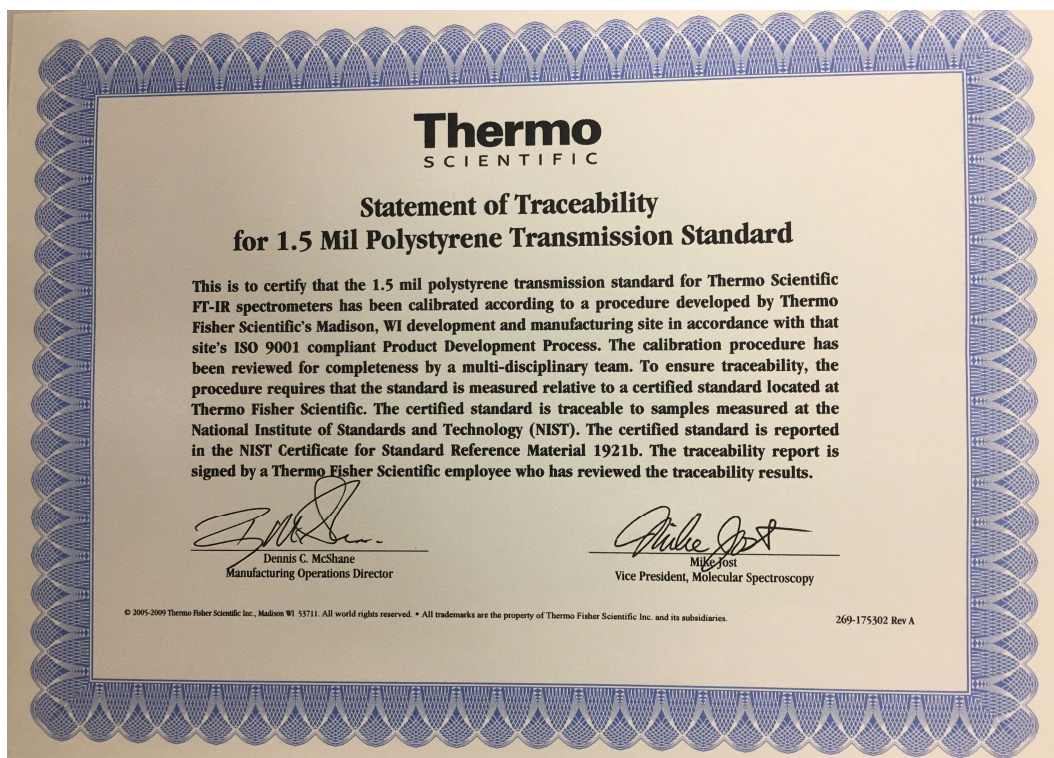 Thermo
SCIENTIFIC
Statement of Traceability
for 1.5 Mil Polystyrene Transmission Standard
This is to certify that the 1.5 mil polystyrene transmission standard for Thermo Scientific
FT-IR spectrometers has been calibrated according to a procedure developed by Thermo
Fisher Scientific's Madison, WI development and manufacturing site in accordance with that
site's ISO 9001 compliant Product Development Process. The calibration procedure has
been reviewed for completeness by a multi-disciplinary team. To ensure traceability, the
procedure requires that the standard is measured relative to a certified standard located at
Thermo Fisher Scientific. The certified standard is traceable to samples measured at the
National Institute of Standards and Technology (NIST). The certified standard is reported
in the NIST Certificate for Standard Reference Material 1921b. The traceability report is
signed by a Thermo Fisher Scientific employee who has reviewed the traceability results.
Mike Jost
Dennis C. McShane
Manufacturing Operations Director
Mike Jost
Vice President, Molecular Spectroscopy
© 2005-2009 Thermo Fisher Scientific Inc., Madison WI 53711. All world rights reserved. • All trademarks are the property of Thermo Fisher Scientific Inc. and its subsidiaries.
269-175302 Rev A